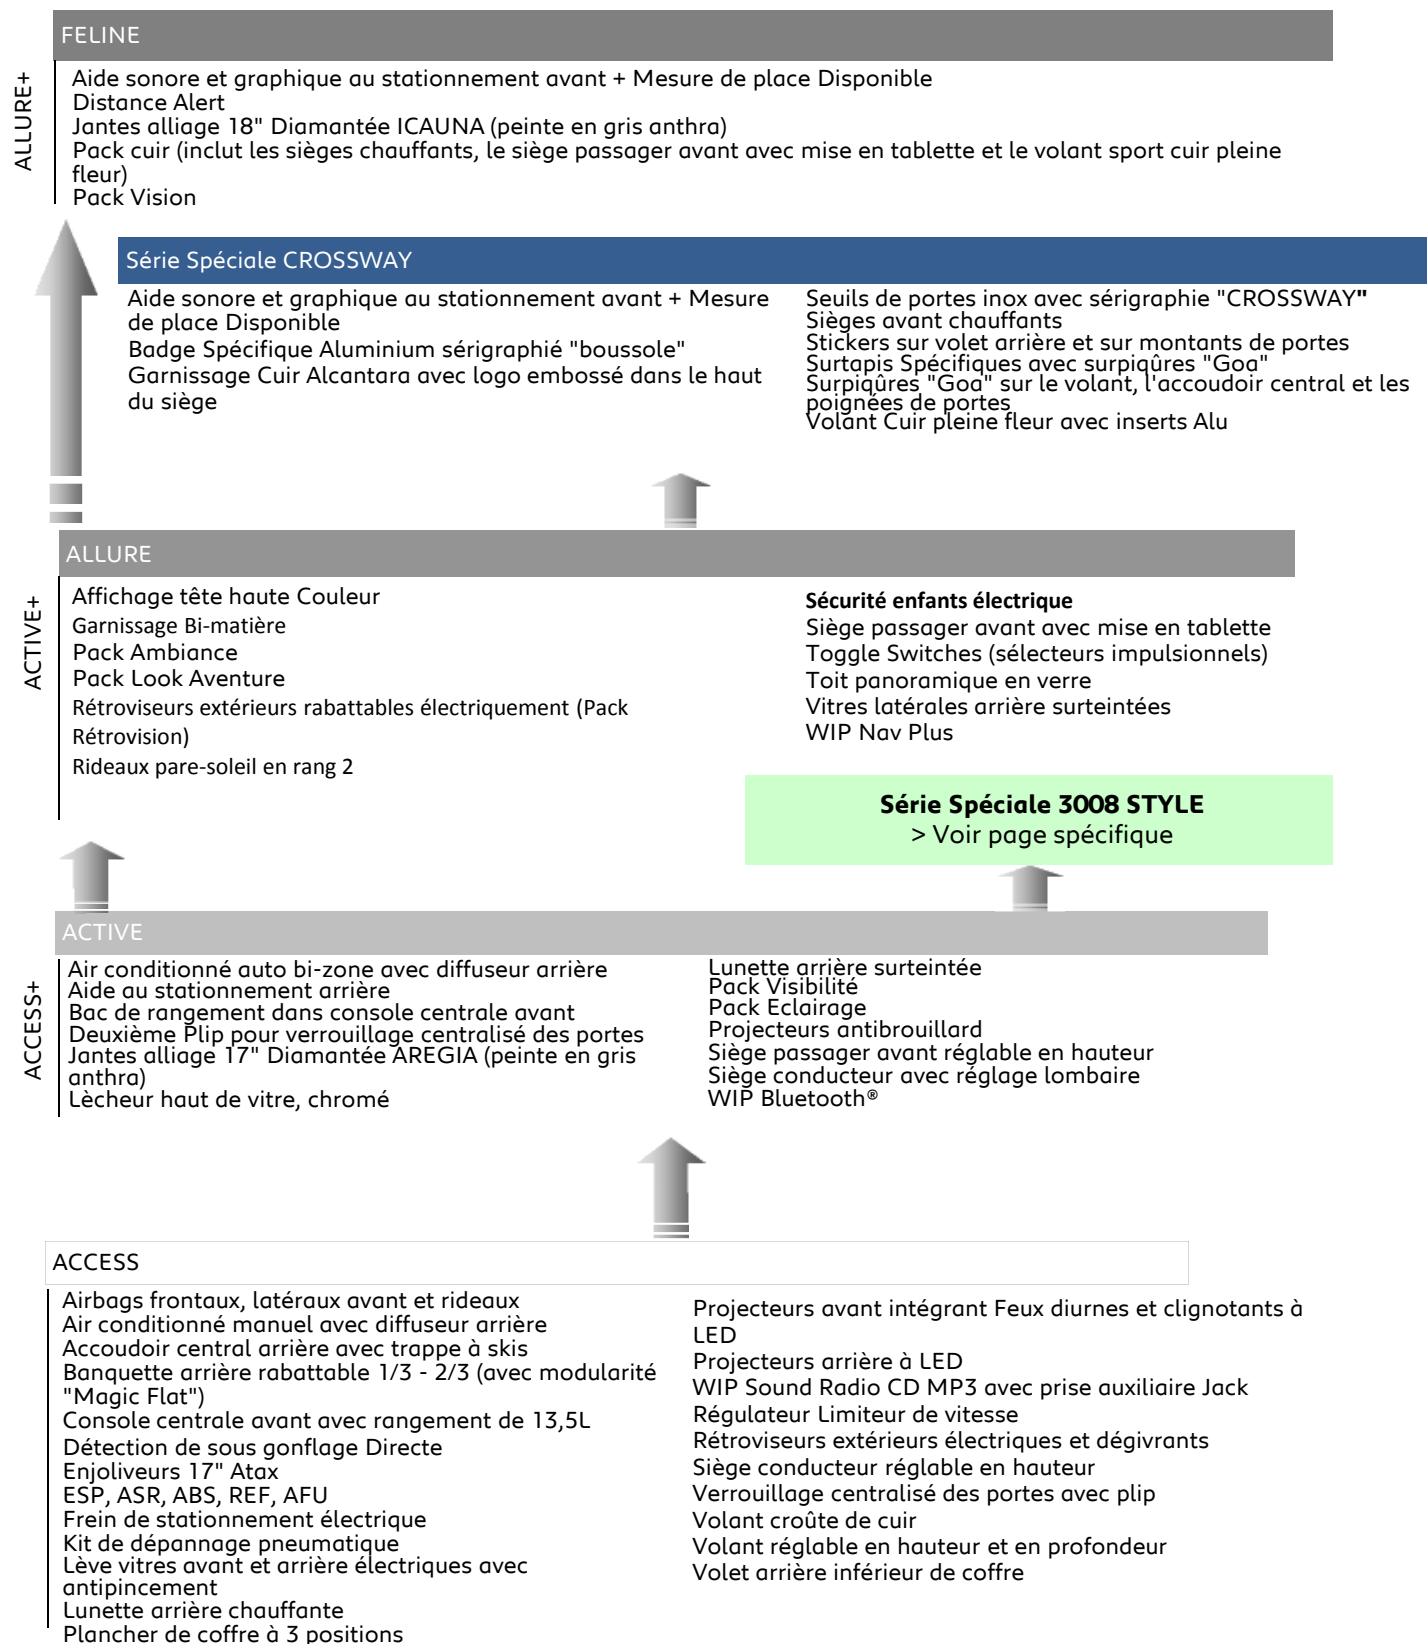 FELINE
ALLURE+
Aide sonore et graphique au stationnement avant + Mesure de place Disponible
Distance Alert
Jantes alliage 18" Diamantée ICAUNA (peinte en gris anthra)
Pack cuir (inclut les sièges chauffants, le siège passager avant avec mise en tablette et le volant sport cuir pleine
fleur)
Pack Vision
Série Spéciale CROSSWAY
Aide sonore et graphique au stationnement avant + Mesure
de place Disponible
Badge Spécifique Aluminium sérigraphié "boussole"
Garnissage Cuir Alcantara avec logo embossé dans le haut
du siège
Seuils de portes inox avec sérigraphie "CROSSWAY"
Sièges avant chauffants
Stickers sur volet arrière et sur montants de portes
Surtapis Spécifiques avec surpiqûres "Goa"
Surpiqûres "Goa" sur le volant, l'accoudoir central et les
poignées de portes
Volant Cuir pleine fleur avec inserts Alu
ALLURE
ACTIVE+
Affichage tête haute Couleur
Garnissage Bi-matière
Pack Ambiance
Pack Look Aventure
Rétroviseurs extérieurs rabattables électriquement (Pack
Rétrovision)
Rideaux pare-soleil en rang 2
Sécurité enfants électrique
Siège passager avant avec mise en tablette
Toggle Switches (sélecteurs impulsionnels)
Toit panoramique en verre
Vitres latérales arrière surteintées
WIP Nav Plus
Série Spéciale 3008 STYLE
> Voir page spécifique
ACTIVE
ACCESS+
Air conditionné auto bi-zone avec diffuseur arrière
Aide au stationnement arrière
Bac de rangement dans console centrale avant
Deuxième Plip pour verrouillage centralisé des portes
Jantes alliage 17" Diamantée AREGIA (peinte en gris
anthra)
Lècheur haut de vitre, chromé
Lunette arrière surteintée
Pack Visibilité
Pack Eclairage
Projecteurs antibrouillard
Siège passager avant réglable en hauteur
Siège conducteur avec réglage lombaire
WIP Bluetooth®
ACCESS
Airbags frontaux, latéraux avant et rideaux
Air conditionné manuel avec diffuseur arrière
Accoudoir central arrière avec trappe à skis
Banquette arrière rabattable 1/3 - 2/3 (avec modularité
"Magic Flat")
Console centrale avant avec rangement de 13,5L
Détection de sous gonflage Directe
Enjoliveurs 17" Atax
ESP, ASR, ABS, REF, AFU
Frein de stationnement électrique
Kit de dépannage pneumatique
Lève vitres avant et arrière électriques avec
antipincement
Lunette arrière chauffante
Plancher de coffre à 3 positions
Projecteurs avant intégrant Feux diurnes et clignotants à
LED
Projecteurs arrière à LED
WIP Sound Radio CD MP3 avec prise auxiliaire Jack
Régulateur Limiteur de vitesse
Rétroviseurs extérieurs électriques et dégivrants
Siège conducteur réglable en hauteur
Verrouillage centralisé des portes avec plip
Volant croûte de cuir
Volant réglable en hauteur et en profondeur
Volet arrière inférieur de coffre